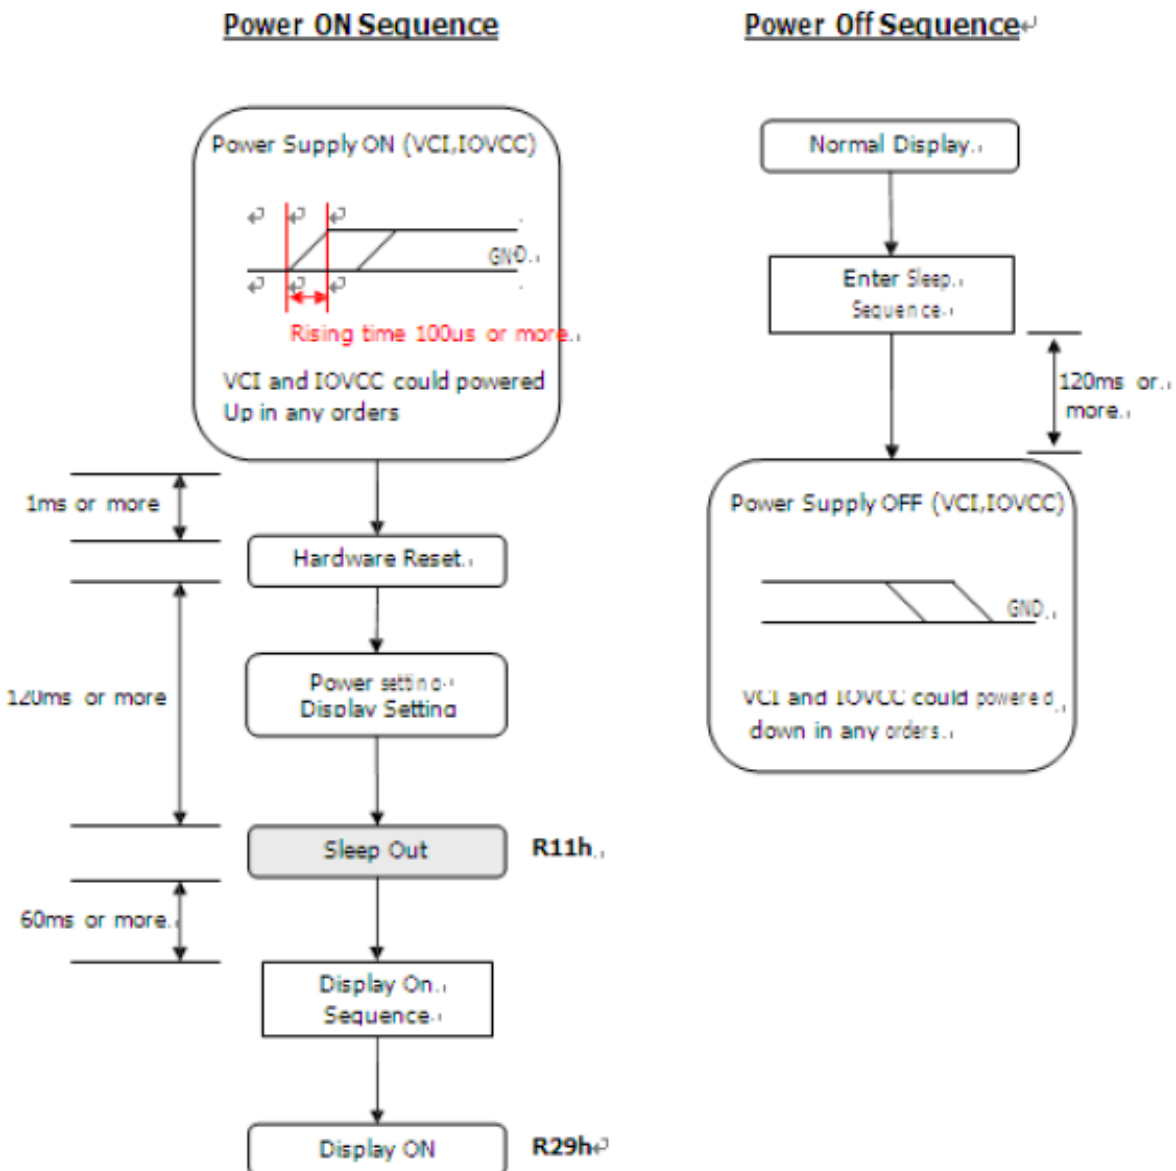 Power ON Sequence
Power Supply ON (VCI,IOVCC)
GND.
Rising time 100us or more.
VCI and IOVCC could powered
Up in any orders
1ms or more
Hardware Reset.
120ms or more
Power setting.
Display Setting
Sleep Out
R11h.
60ms or more.
Display On.
Sequence.
Display ON
R29h
Power Off Sequence
Normal Display.
Enter Sleep.
Sequence.
120ms or.
more.
Power Supply OFF (VCI,IOVCC)
GND.
VCI and IOVCC could powered.
down in any orders.